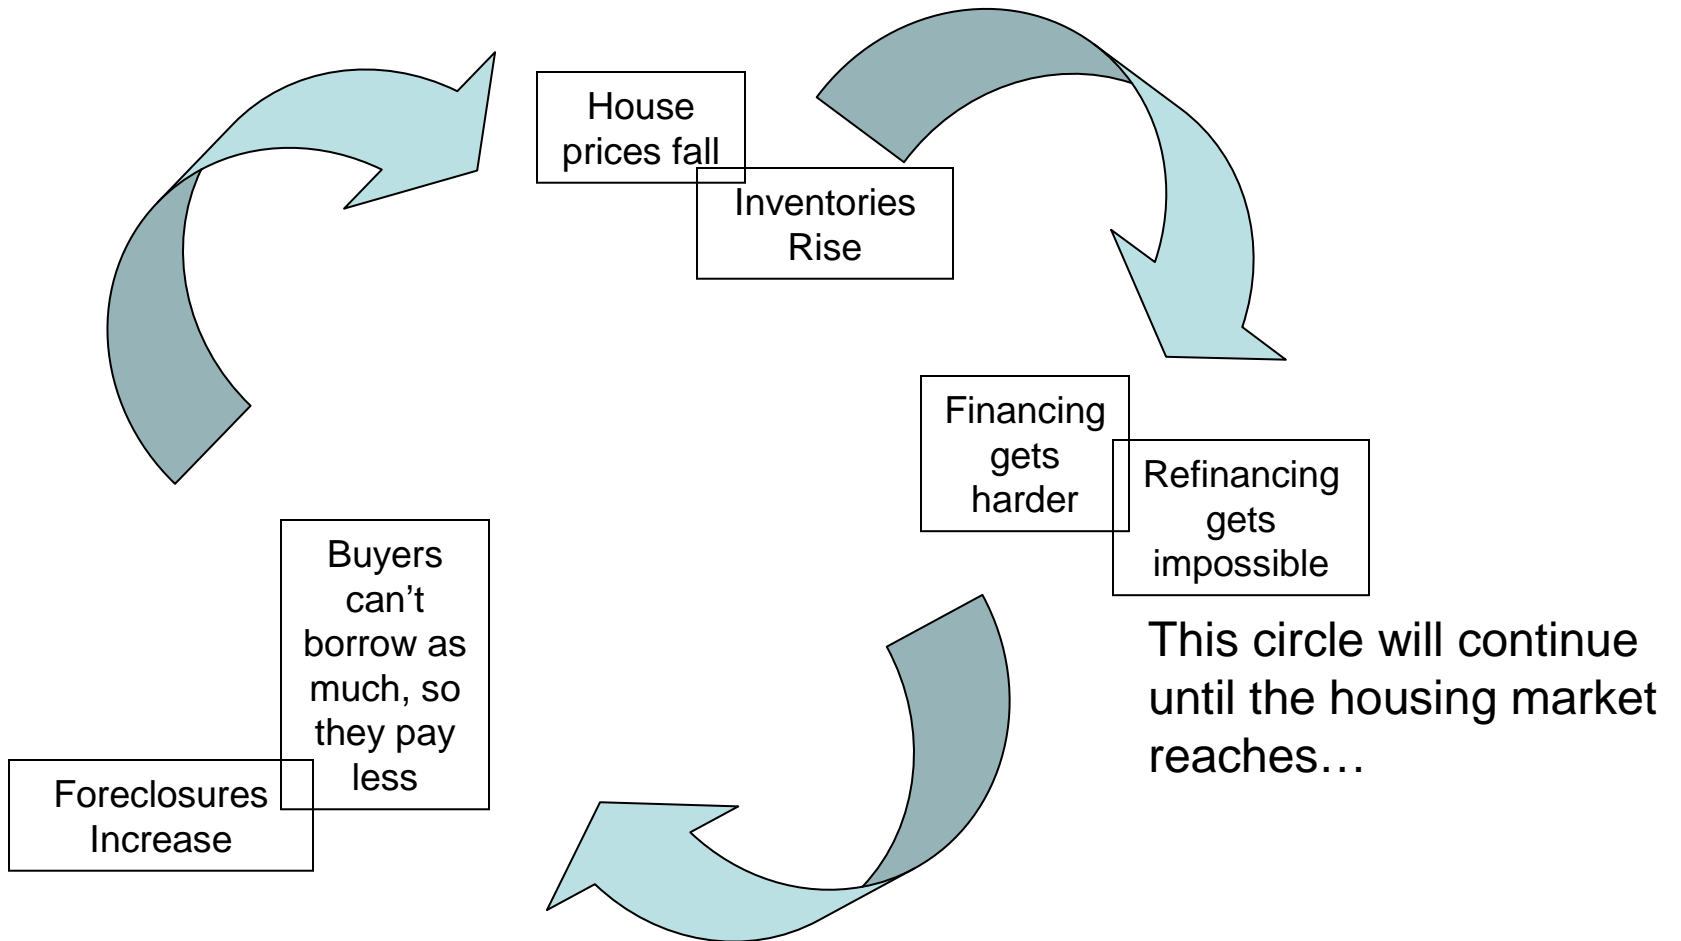 House
prices fall
Inventories
Rise
Financing
gets
harder
Refinancing
gets
impossible
This circle will continue
until the housing market
reaches…
Buyers
can’t
borrow as
much, so
they pay
less
Foreclosures
Increase